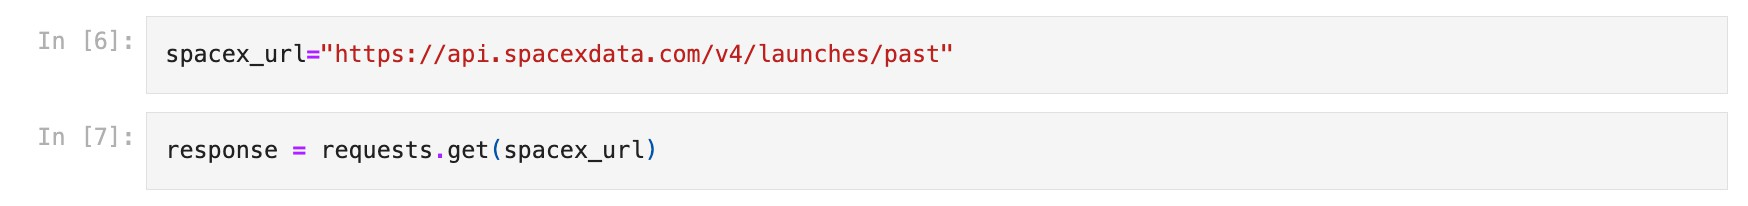 In [6]: spacex_url="https://api.spacexdata.com/v4/launches/past"
In [7]: response = requests.get(spacex_url)